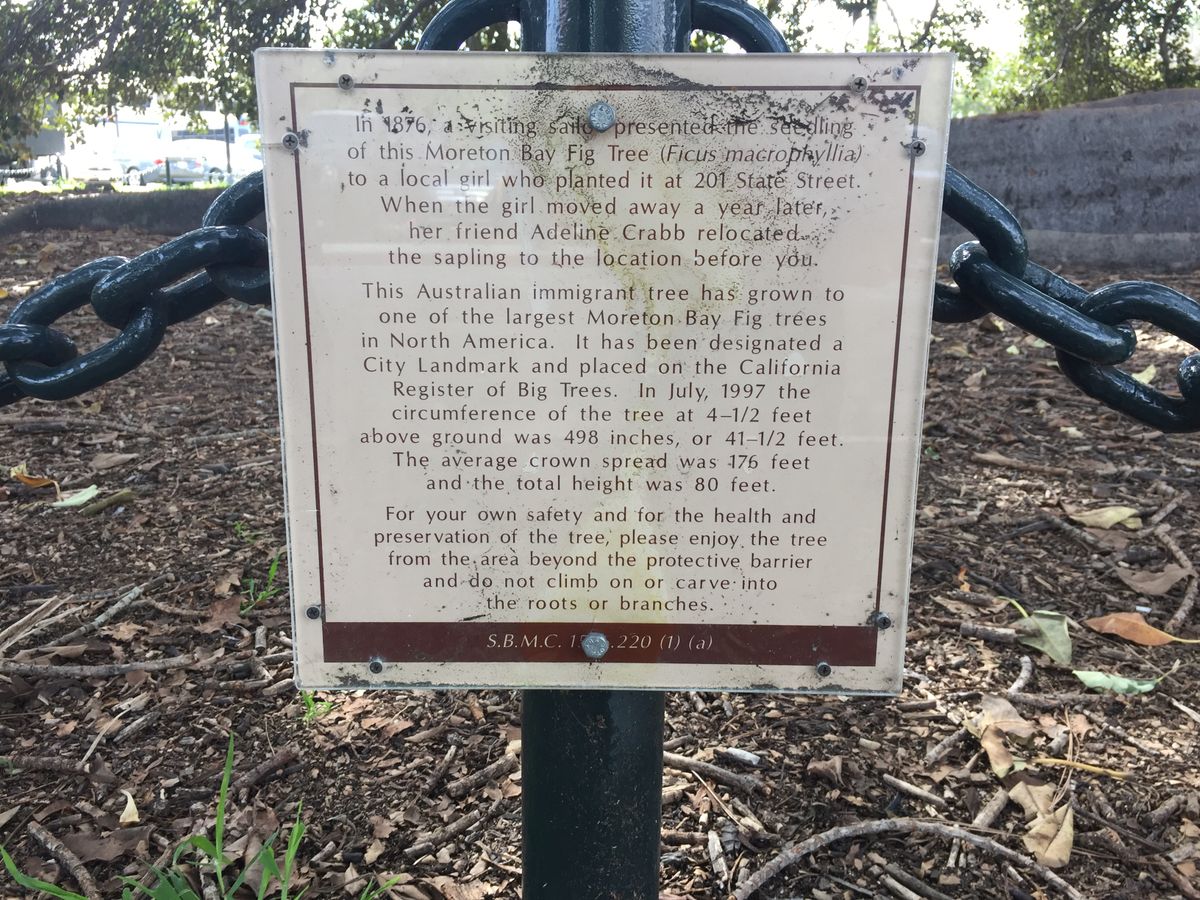 In 1876, a visiting sailor presented the seedling
of this Moreton Bay Fig Tree (Ficus macrophyllia)
to a local girl who planted it at 201 State Street.
When the girl moved away a year later,
her friend Adeline Crabb relocated
the sapling to the location before you.
This Australian immigrant tree has grown to
one of the largest Moreton Bay Fig trees
in North America. It has been designated a
City Landmark and placed on the California
Register of Big Trees. In July, 1997 the
circumference of the tree at 4–1/2 feet
above ground was 498 inches, or 41–1/2 feet.
The average crown spread was 176 feet
and the total height was 80 feet.
For your own safety and for the health and
preservation of the tree, please enjoy the tree
from the area beyond the protective barrier
and do not climb on or carve into
the roots or branches.
S.B.M.C. (1) (a)